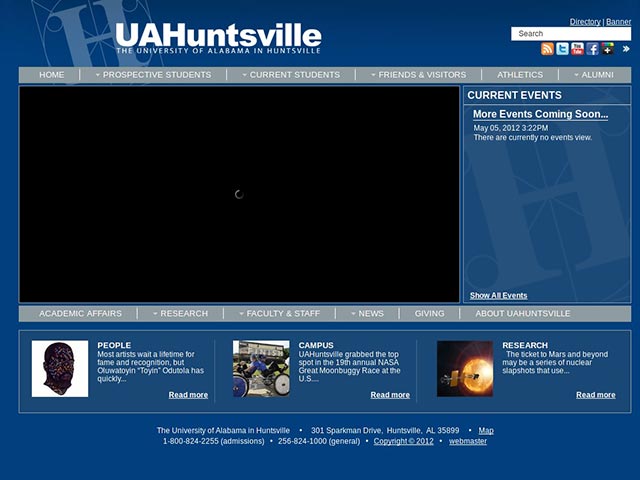 Directory | Banner
UAHuntsville
THE UNIVERSITY OF ALABAMA IN HUNTSVILLE
Search
HOME PROSPECTIVE STUDENTS CURRENT STUDENTS FRIENDS & VISITORS ATHLETICS ALUMNI
CURRENT EVENTS
More Events Coming Soon...
May 05, 2012 3:22PM
There are currently no events view.
Show All Events
ACADEMIC AFFAIRS RESEARCH FACULTY & STAFF NEWS GIVING ABOUT UAHUNTSVILLE
PEOPLE
Most artists wait a lifetime for
fame and recognition, but
Oluwatoyin "Toyin" Odutola has
quickly...
Read more
CAMPUS
UAHuntsville grabbed the top
spot in the 19th annual NASA
Great Moonbuggy Race at the
U.S....
Read more
RESEARCH
The ticket to Mars and beyond
may be a series of nuclear
slapshots that use...
Read more
The University of Alabama in Huntsville • 301 Sparkman Drive, Huntsville, AL 35899 • Map
1-800-824-2255 (admissions) • 256-824-1000 (general) • Copyright © 2012 • webmaster